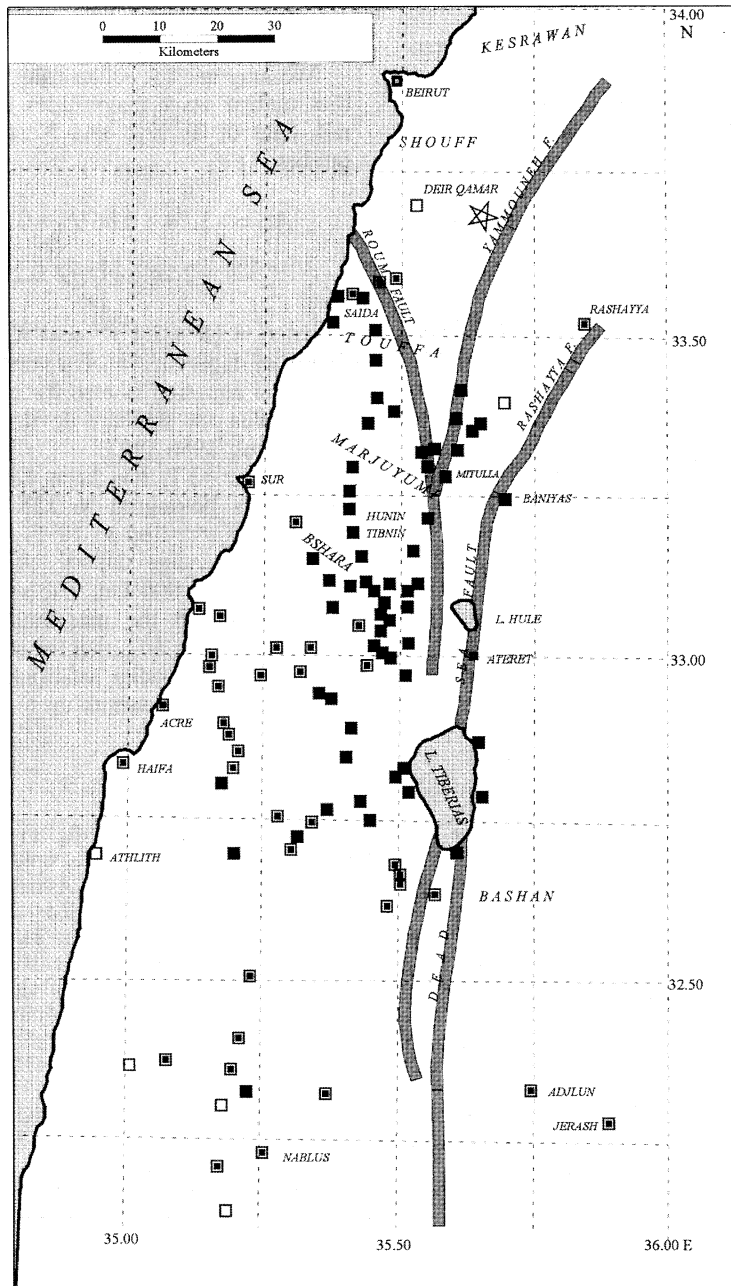 34.00
N
0 10 20 30
Kilometers
KESRAWAN
BEIRUT
SHOUFF
DEIR QAMAR
YAMMOUNEH F.
MEDITERRANEAN SEA
ROUM FAULT
SAIDA
RASHAYYA
TOUFFA
33.50
RASHAYYA F.
MARJUYUM
MITULLA
SUR
BANIYAS
HUNIN
TIBNIN
BSHARA
L. HULE
ATERET
33.00
DEAD SEA FAULT
ACRE
HAIFA
L. TIBERIAS
ATHLITH
BASHAN
32.50
ADJLUN
JERASH
NABLUS
35.00
35.50
36.00 E